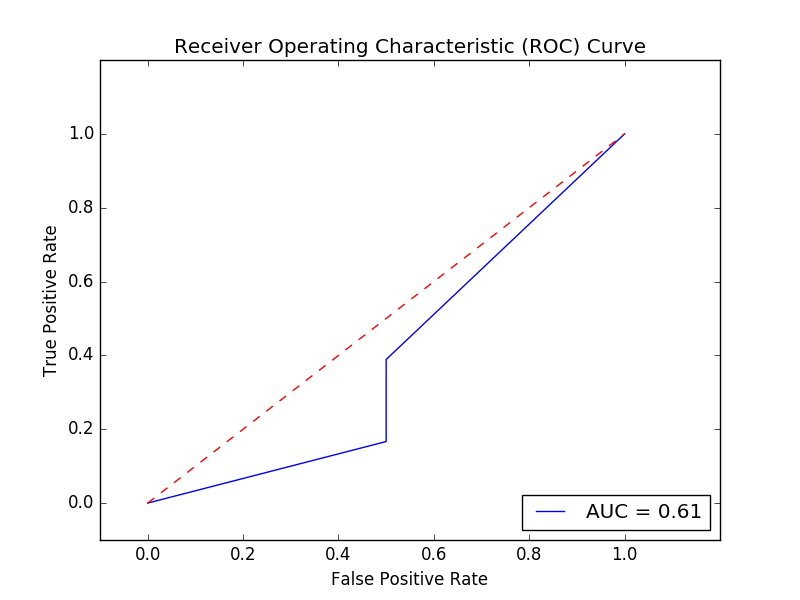 Receiver Operating Characteristic (ROC) Curve
True Positive Rate
1.0
0.8
0.6
0.4
0.2
0.0
0.0 0.2 0.4 0.6 0.8 1.0
False Positive Rate
AUC = 0.61